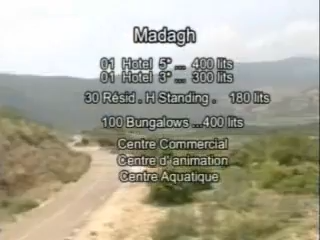 Madagh
01 Hotel 5* ... 400 lits
01 Hotel 3* ... 300 lits
30 Résid . H Standing . 180 lits
100 Bungalows ...400 lits
Centre Commercial
Centre d'animation
Centre Aquatique